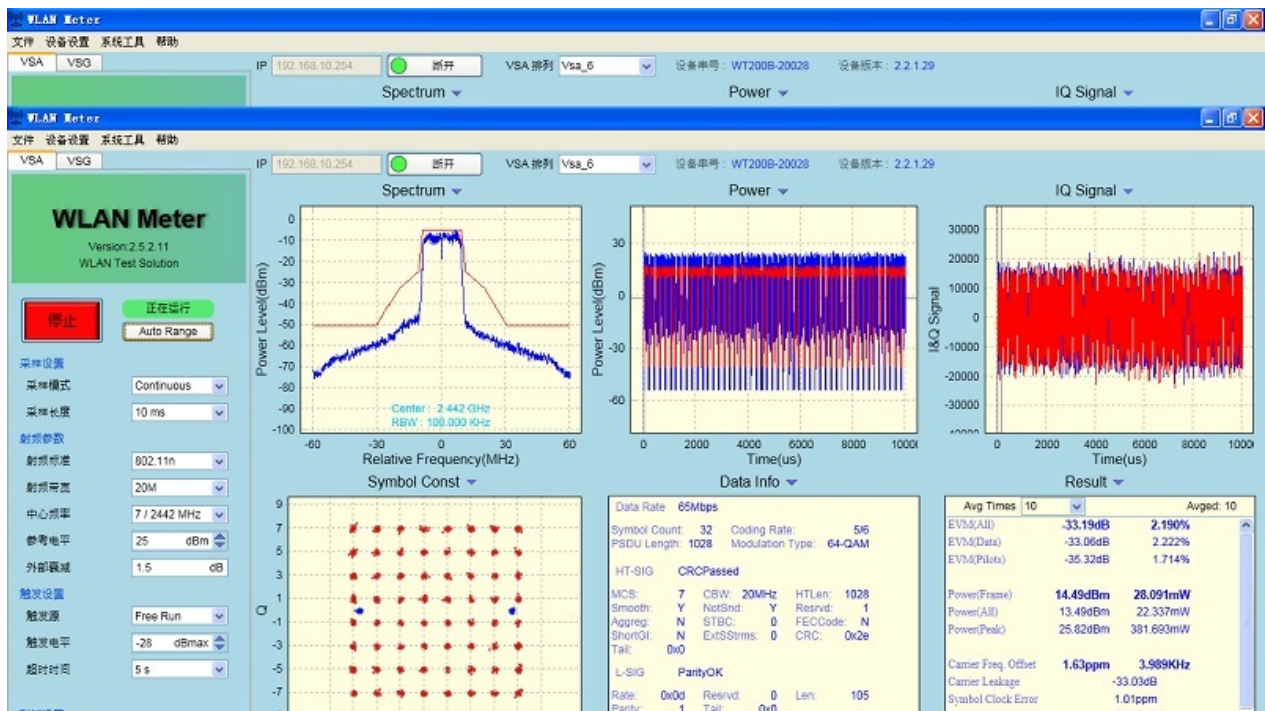 WLAN Meter
文件 设备设置 系统工具 帮助
VSA VSG IP 192.168.10.254 断开 VSA 排列 Vsa_6 设备串号: WT200B-20028 设备版本: 2.2.1.29
Spectrum Power IQ Signal
WLAN Meter
文件 设备设置 系统工具 帮助
VSA VSG IP 192.168.10.254 断开 VSA 排列 Vsa_6 设备串号: WT200B-20028 设备版本: 2.2.1.29
Spectrum Power IQ Signal
WLAN Meter
Version:2.5.2.11
WLAN Test Solution
停止
正在运行
Auto Range
采样设置
采样模式 Continuous
采样长度 10 ms
射频参数
射频标准 802.11n
射频带宽 20M
中心频率 7 / 2442 MHz
参考电平 25 dBm
外部衰减 1.5 dB
触发设置
触发源 Free Run
触发电平 -28 dBmax
超时时间 5 s
Power Level(dBm)
0
-10
-20
-30
-40
-50
-60
-70
-80
-90
-100
Center : 2.442 GHz
RBW : 100.000 KHz
-60 -30 0 30 60
Relative Frequency(MHz)
Power Level(dBm)
30
0
-30
-60
0 2000 4000 6000 8000 10000
Time(us)
I&Q Signal
30000
20000
10000
0
-10000
-20000
-30000
-40000
0 2000 4000 6000 8000 1000
Time(us)
Symbol Const
Q
9
7
5
3
1
-1
-3
-5
-7
Data Info
Data Rate 65Mbps
Symbol Count: 32 Coding Rate: 5/6
PSDU Length: 1028 Modulation Type: 64-QAM
HT-SIG CRCPassed
MCS: 7 CBW: 20MHz HTLen: 1028
Smooth: Y NotSnd: Y Resrvd: 1
Aggreg: N STBC: 0 FECCode: N
ShortGI: N ExtSStrms: 0 CRC: 0x2e
Tail: 0x0
L-SIG ParityOK
Rate: 0x0d Resrvd: 0 Len: 105
Parity: 1 Tail: 0x0
Result
Avg Times 10 Avged: 10
EVM(All) -33.19dB 2.190%
EVM(Data) -33.06dB 2.222%
EVM(Pilots) -35.32dB 1.714%
Power(Frame) 14.49dBm 28.091mW
Power(All) 13.49dBm 22.337mW
Power(Peak) 25.82dBm 381.693mW
Carrier Freq. Offset 1.63ppm 3.989KHz
Carrier Leakage -33.03dB
Symbol Clock Error 1.01ppm